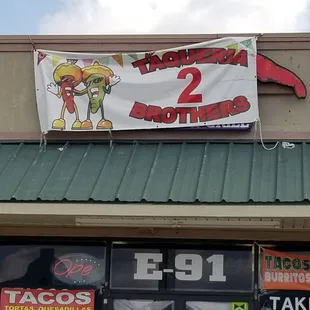 TAQUERIA
2
BROTHERS
Open
E-91
TACOS
BURRITOS
TACOS
TORTAS QUESADILLAS